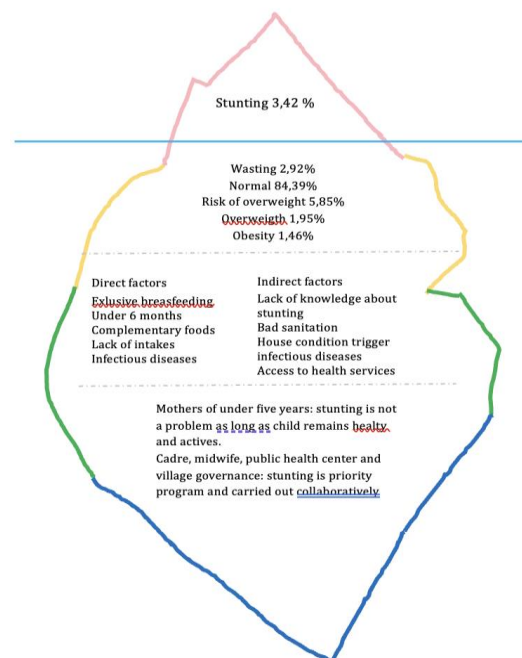 Stunting 3,42 %
Wasting 2,92%
Normal 84,39%
Risk of overweight 5,85%
Overweigth 1,95%
Obesity 1,46%
Direct factors
Exlusive breasfeeding
Under 6 months
Complementary foods
Lack of intakes
Infectious diseases
Indirect factors
Lack of knowledge about
stunting
Bad sanitation
House condition trigger
infectious diseases
Access to health services
Mothers of under five years: stunting is not
a problem as long as child remains healty
and actives.
Cadre, midwife, public health center and
village governance: stunting is priority
program and carried out collaboratively